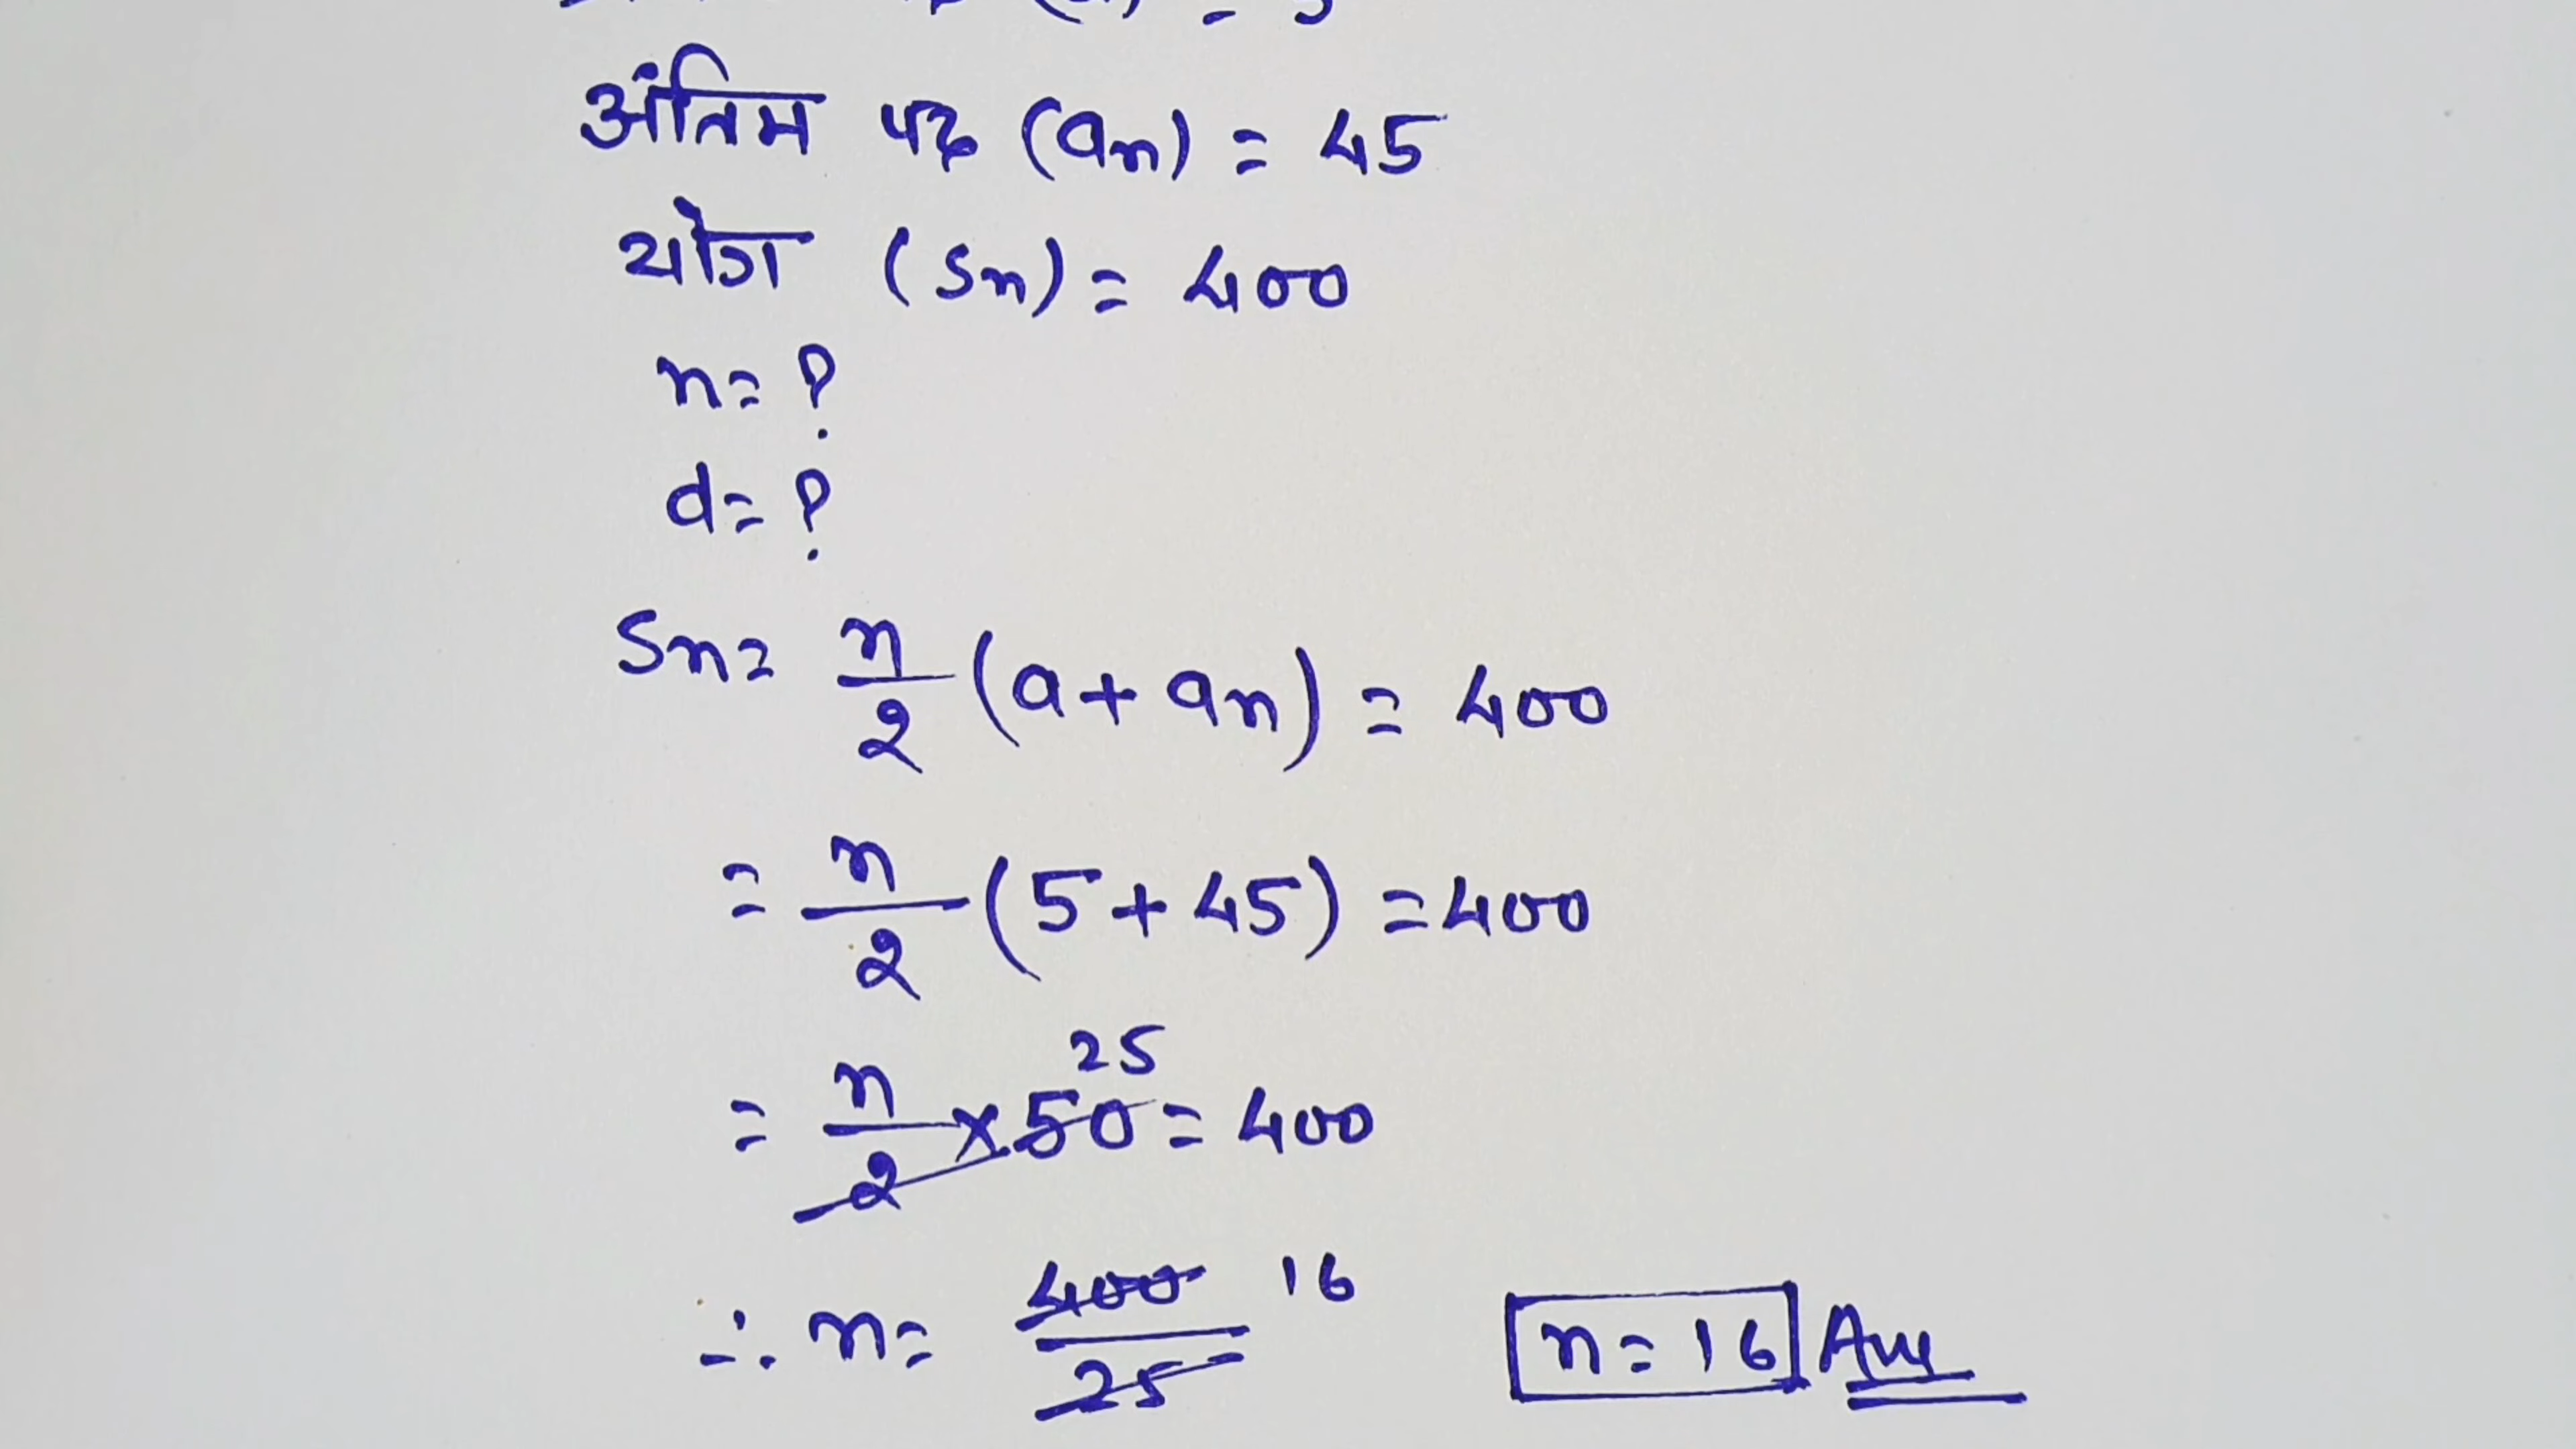 (a) = 5
अंतिम पद (an) = 45
योग (Sn) = 400
n = ?
d = ?
Sn = n/2 (a + an) = 400
= n/2 (5 + 45) = 400
25
= n/2 × 50 = 400
∴ n = 400/25 16
n = 16 Ans